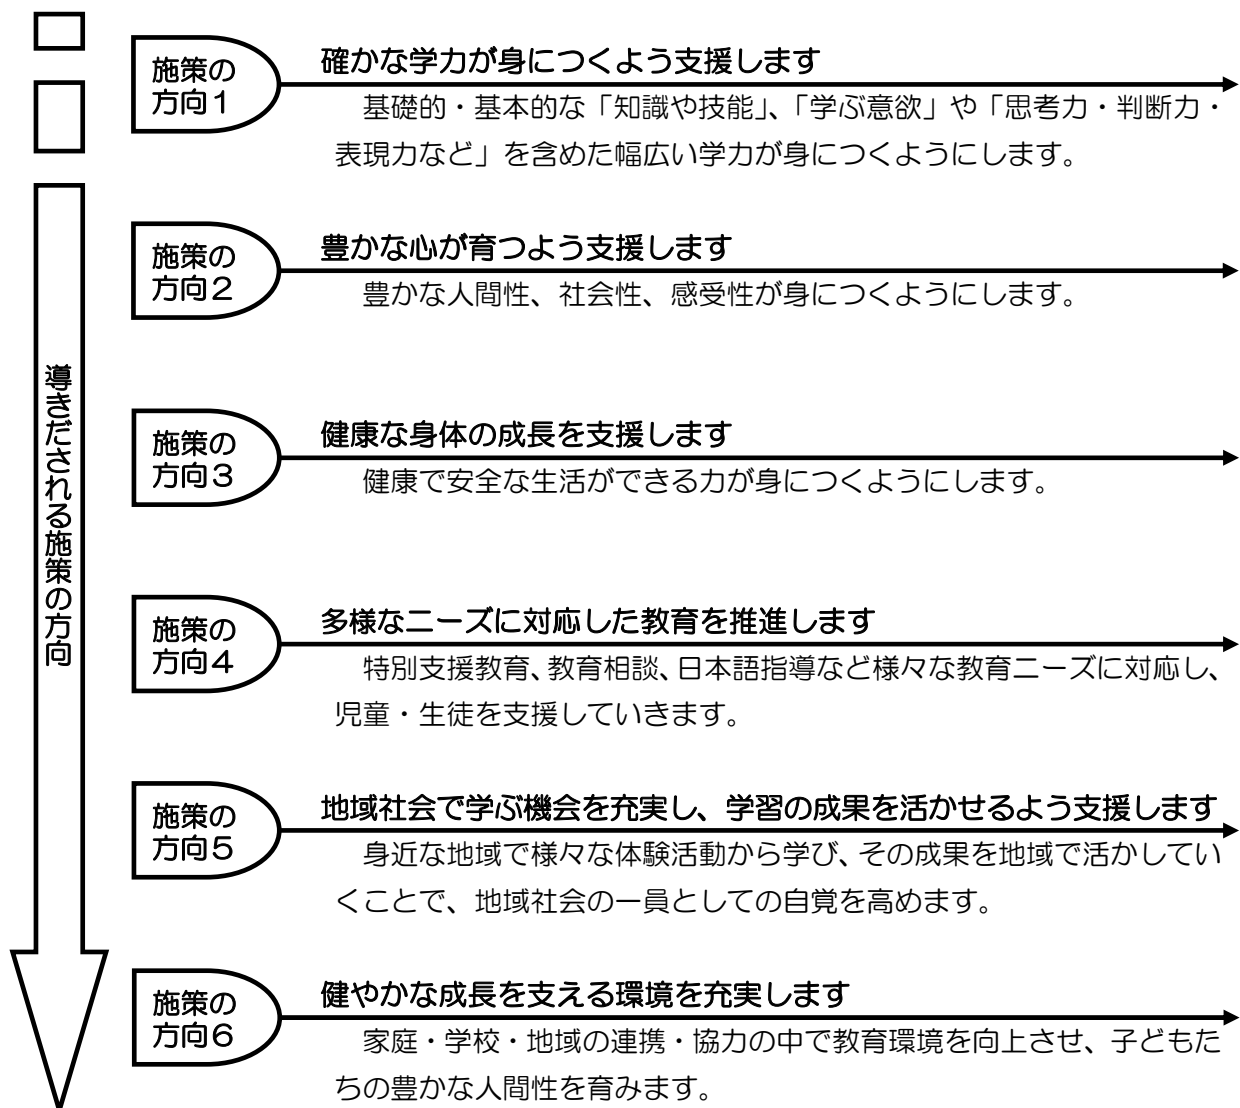 導きだされる施策の方向
施策の
方向1
確かな学力が身につくよう支援します
基礎的・基本的な「知識や技能」、「学ぶ意欲」や「思考力・判断力・
表現力など」を含めた幅広い学力が身につくようにします。
施策の
方向2
豊かな心が育つよう支援します
豊かな人間性、社会性、感受性が身につくようにします。
施策の
方向3
健康な身体の成長を支援します
健康で安全な生活ができる力が身につくようにします。
施策の
方向4
多様なニーズに対応した教育を推進します
特別支援教育、教育相談、日本語指導など様々な教育ニーズに対応し、
児童・生徒を支援していきます。
施策の
方向5
地域社会で学ぶ機会を充実し、学習の成果を活かせるよう支援します
身近な地域で様々な体験活動から学び、その成果を地域で活かしてい
くことで、地域社会の一員としての自覚を高めます。
施策の
方向6
健やかな成長を支える環境を充実します
家庭・学校・地域の連携・協力の中で教育環境を向上させ、子どもた
ちの豊かな人間性を育みます。